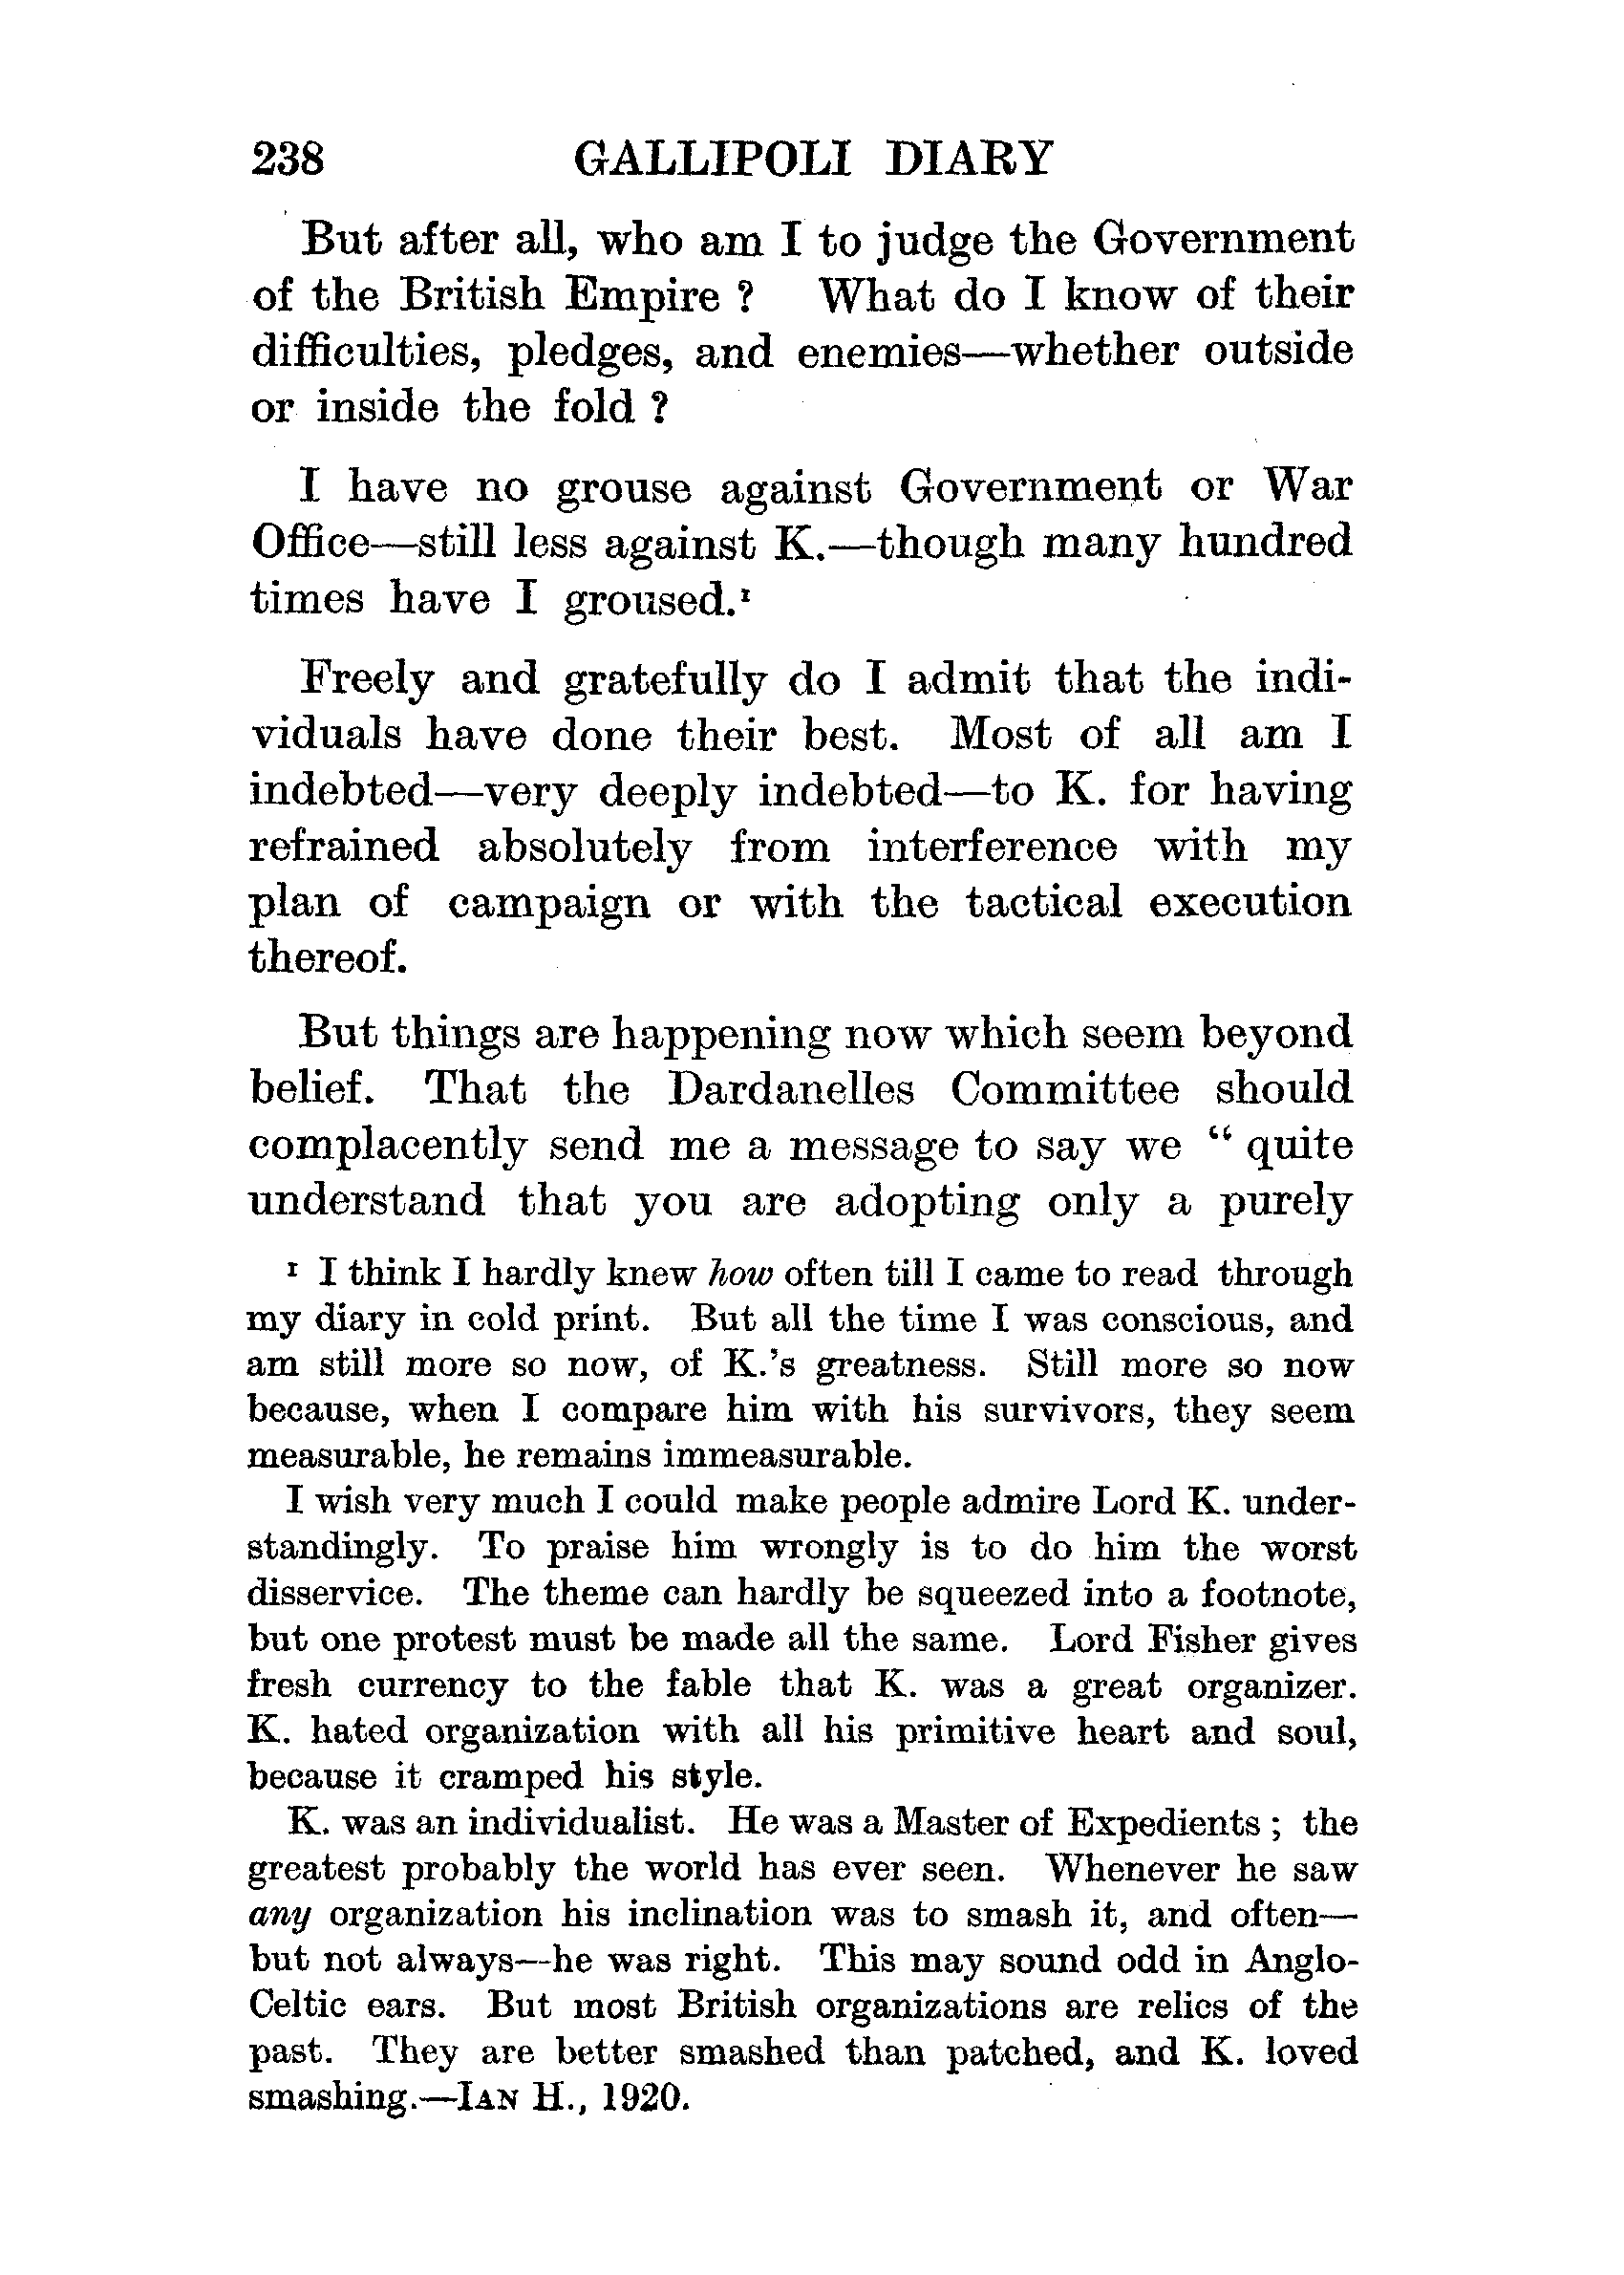 238 GALLIPOLI DIARY
But after all, who am I to judge the Government
of the British Empire ? What do I know of their
difficulties, pledges, and enemies—whether outside
or inside the fold ?
I have no grouse against Government or War
Office—still less against K.—though many hundred
times have I groused.¹
Freely and gratefully do I admit that the indi-
viduals have done their best. Most of all am I
indebted—very deeply indebted—to K. for having
refrained absolutely from interference with my
plan of campaign or with the tactical execution
thereof.
But things are happening now which seem beyond
belief. That the Dardanelles Committee should
complacently send me a message to say we “ quite
understand that you are adopting only a purely
¹ I think I hardly knew how often till I came to read through
my diary in cold print. But all the time I was conscious, and
am still more so now, of K.’s greatness. Still more so now
because, when I compare him with his survivors, they seem
measurable, he remains immeasurable.
I wish very much I could make people admire Lord K. under-
standingly. To praise him wrongly is to do him the worst
disservice. The theme can hardly be squeezed into a footnote,
but one protest must be made all the same. Lord Fisher gives
fresh currency to the fable that K. was a great organizer.
K. hated organization with all his primitive heart and soul,
because it cramped his style.
K. was an individualist. He was a Master of Expedients ; the
greatest probably the world has ever seen. Whenever he saw
any organization his inclination was to smash it, and often—
but not always—he was right. This may sound odd in Anglo-
Celtic ears. But most British organizations are relics of the
past. They are better smashed than patched, and K. loved
smashing.—IAN H., 1920.